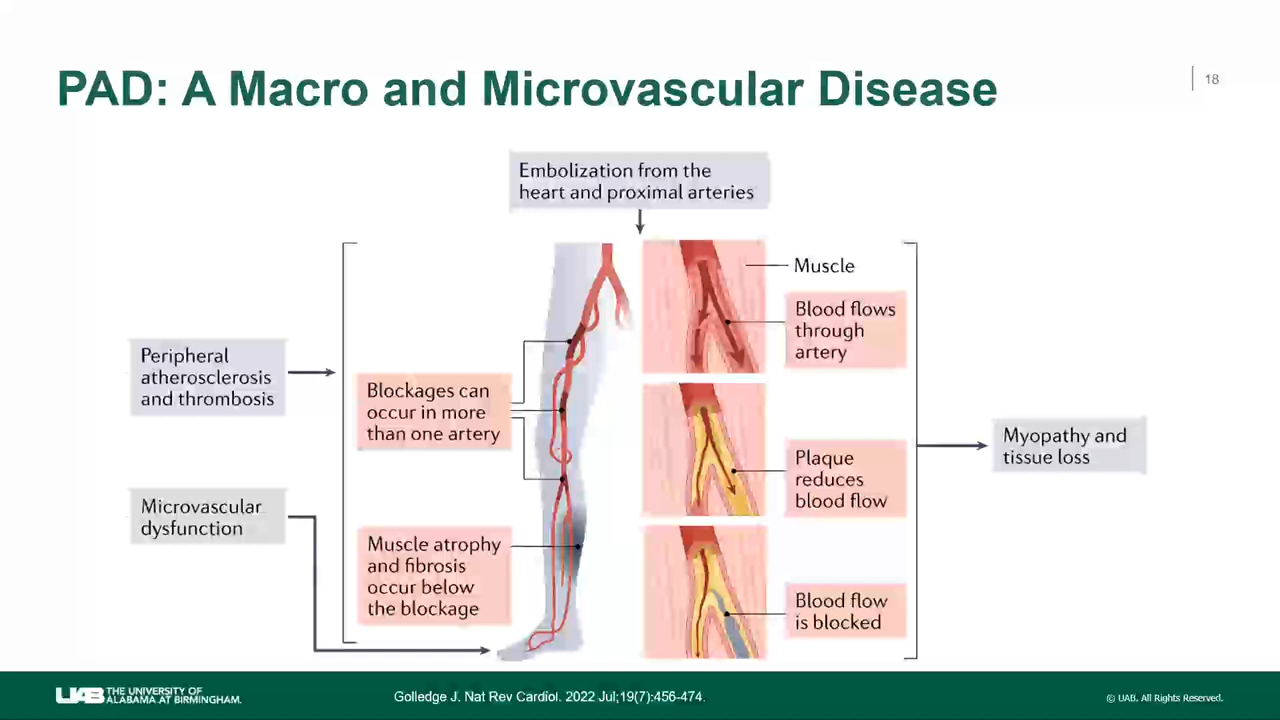 PAD: A Macro and Microvascular Disease
18
Embolization from the
heart and proximal arteries
Peripheral
atherosclerosis
and thrombosis
Microvascular
dysfunction
Blockages can
occur in more
than one artery
Muscle atrophy
and fibrosis
occur below
the blockage
Muscle
Blood flows
through
artery
Plaque
reduces
blood flow
Blood flow
is blocked
Myopathy and
tissue loss
UAB THE UNIVERSITY OF
ALABAMA AT BIRMINGHAM.
Golledge J. Nat Rev Cardiol. 2022 Jul;19(7):456-474.
© UAB. All Rights Reserved.